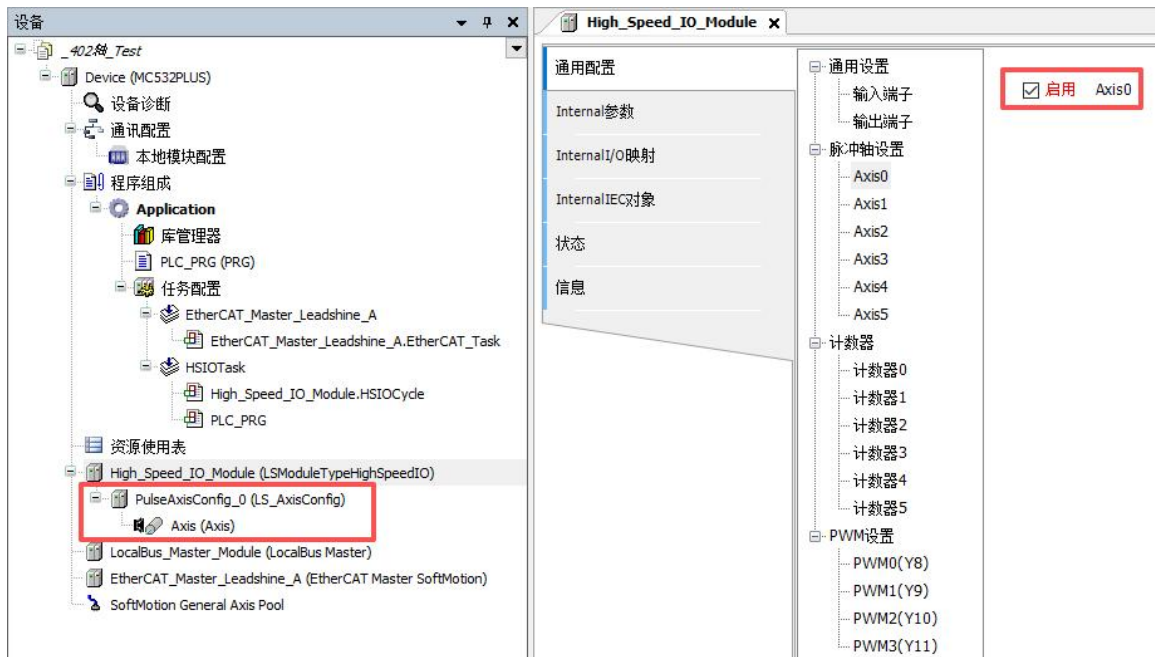 设备
_402轴_Test
Device (MC532PLUS)
设备诊断
通讯配置
本地模块配置
程序组成
Application
库管理器
PLC_PRG (PRG)
任务配置
EtherCAT_Master_Leadshine_A
EtherCAT_Master_Leadshine_A.EtherCAT_Task
HSIOTask
High_Speed_IO_Module.HSIOCycle
PLC_PRG
资源使用表
High_Speed_IO_Module (LSModuleTypeHighSpeedIO)
PulseAxisConfig_0 (LS_AxisConfig)
Axis (Axis)
LocalBus_Master_Module (LocalBus Master)
EtherCAT_Master_Leadshine_A (EtherCAT Master SoftMotion)
SoftMotion General Axis Pool
High_Speed_IO_Module
通用配置
Internal参数
InternalI/O映射
InternalIEC对象
状态
信息
通用设置
输入端子
输出端子
脉冲轴设置
Axis0
Axis1
Axis2
Axis3
Axis4
Axis5
计数器
计数器0
计数器1
计数器2
计数器3
计数器4
计数器5
PWM设置
PWM0(Y8)
PWM1(Y9)
PWM2(Y10)
PWM3(Y11)
启用 Axis0